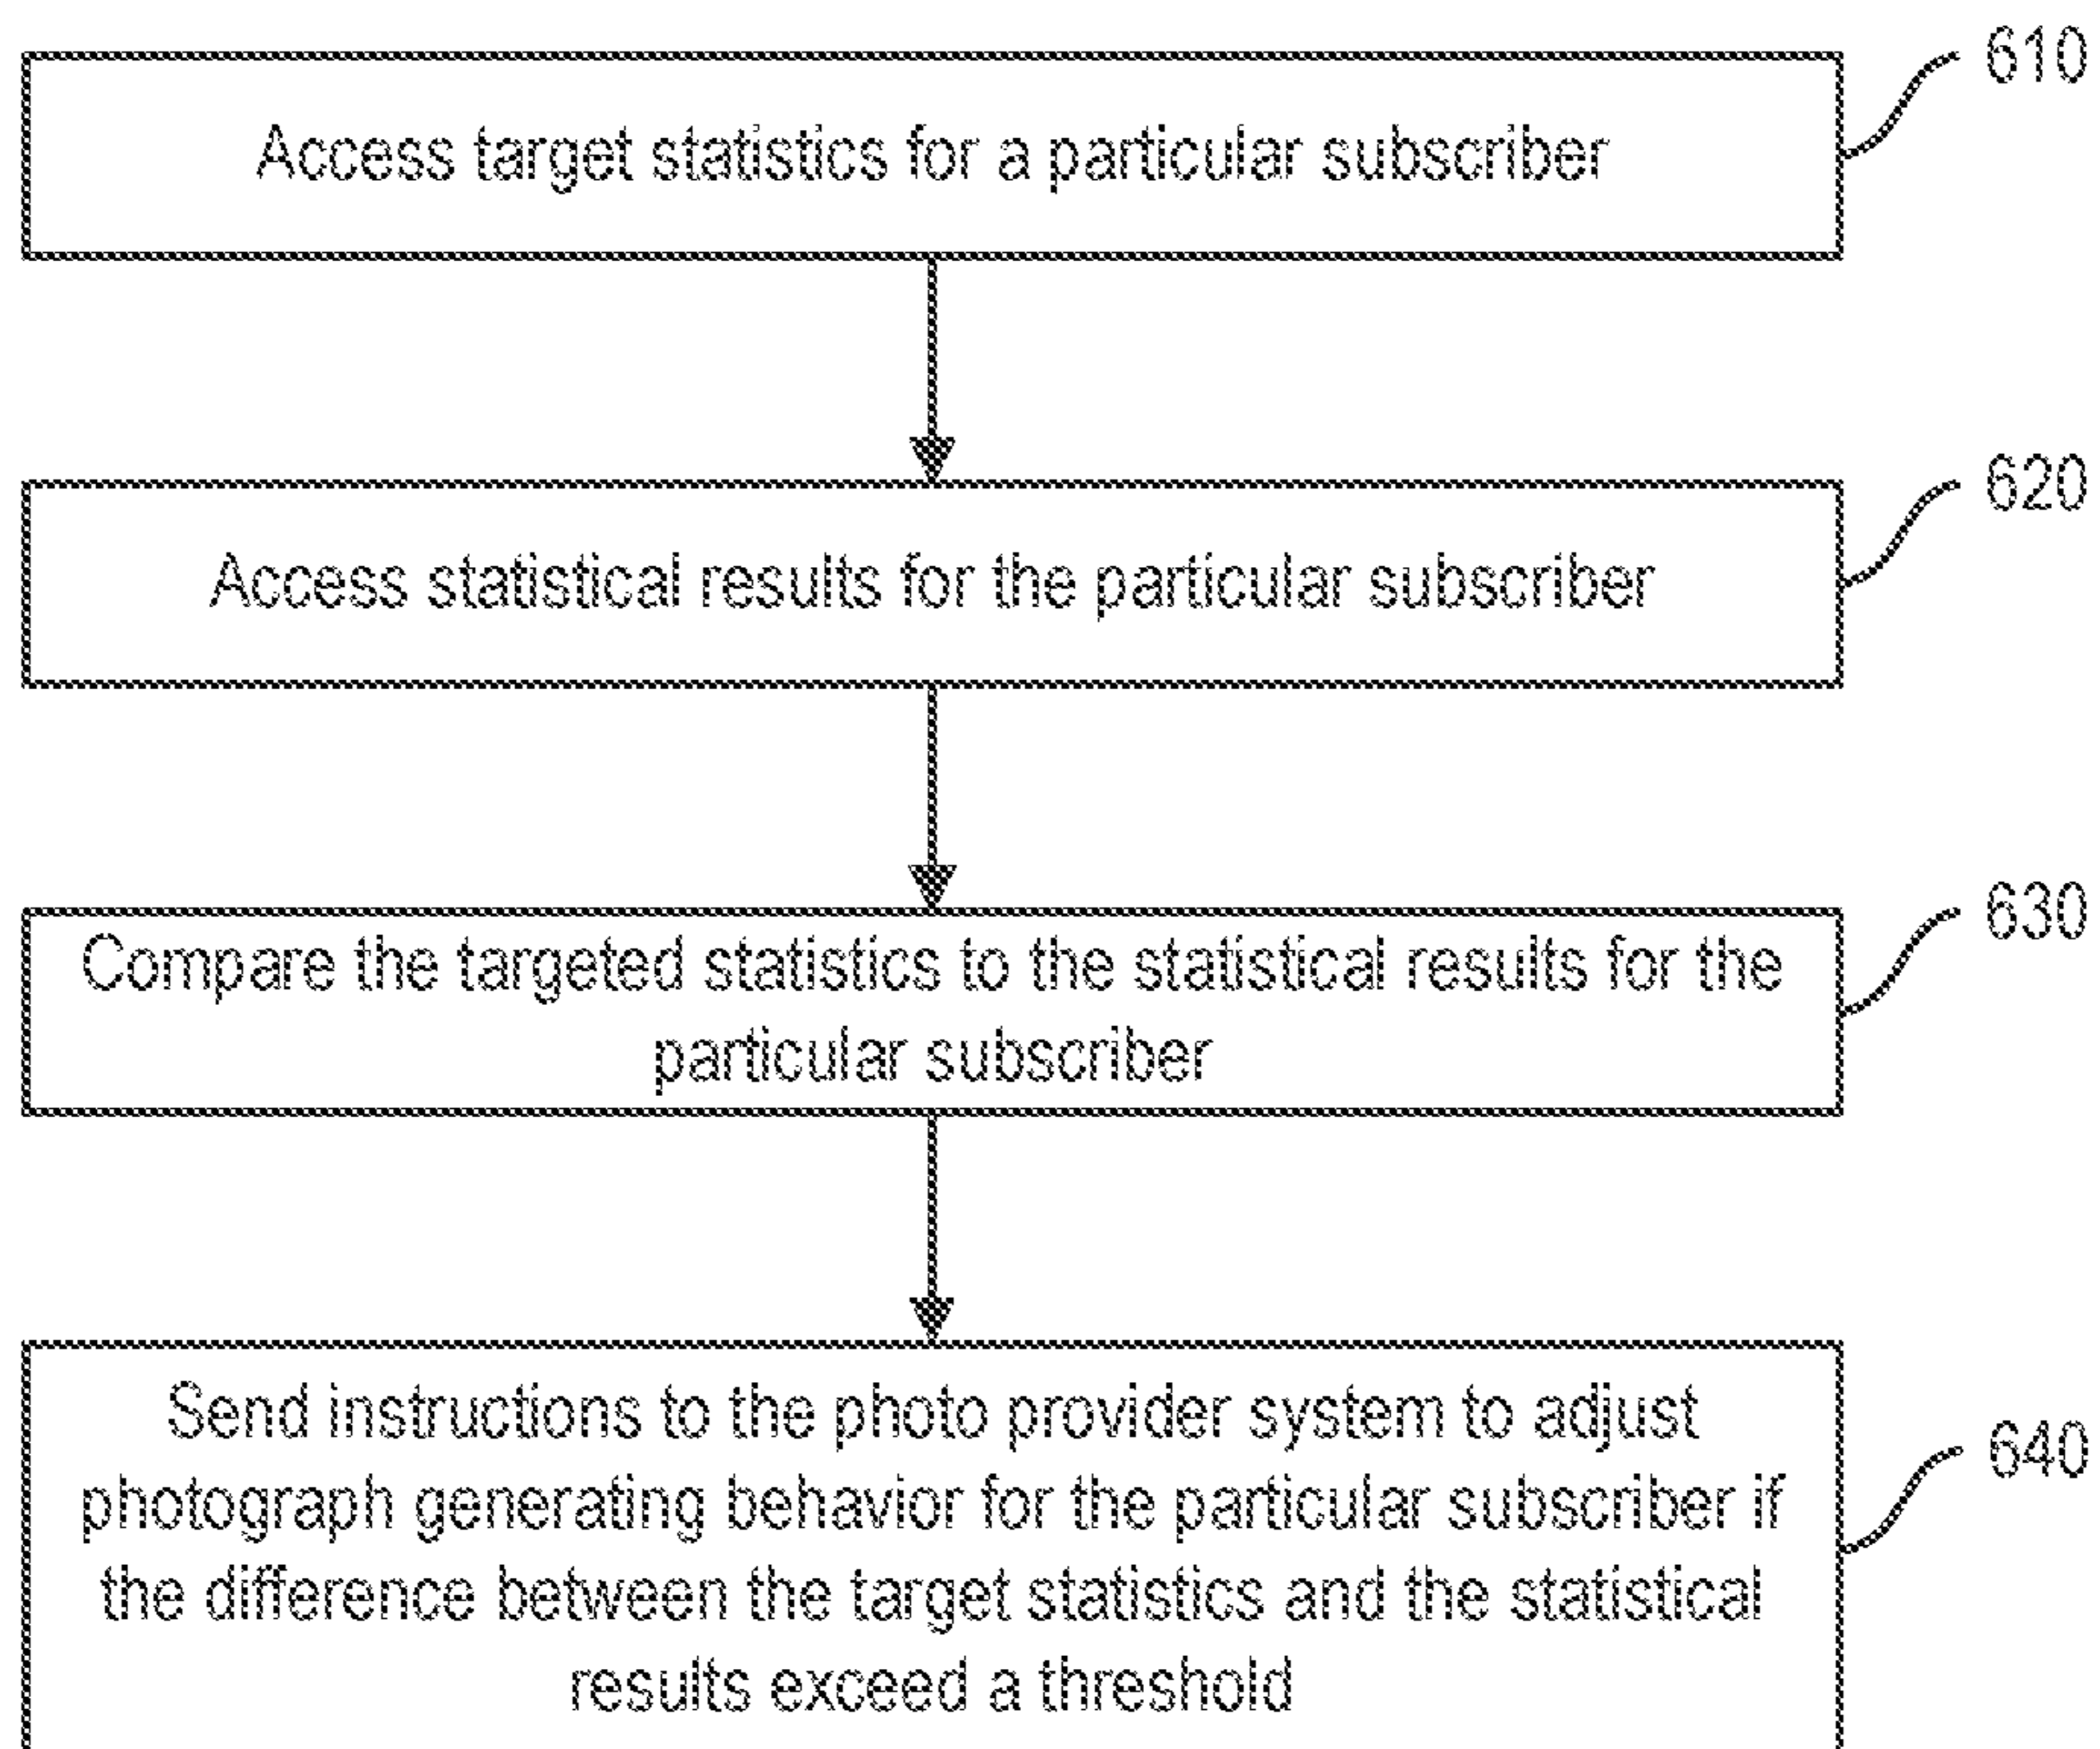 610
Access target statistics for a particular subscriber
620
Access statistical results for the particular subscriber
630
Compare the targeted statistics to the statistical results for the
particular subscriber
640
Send instructions to the photo provider system to adjust
photograph generating behavior for the particular subscriber if
the difference between the target statistics and the statistical
results exceed a threshold